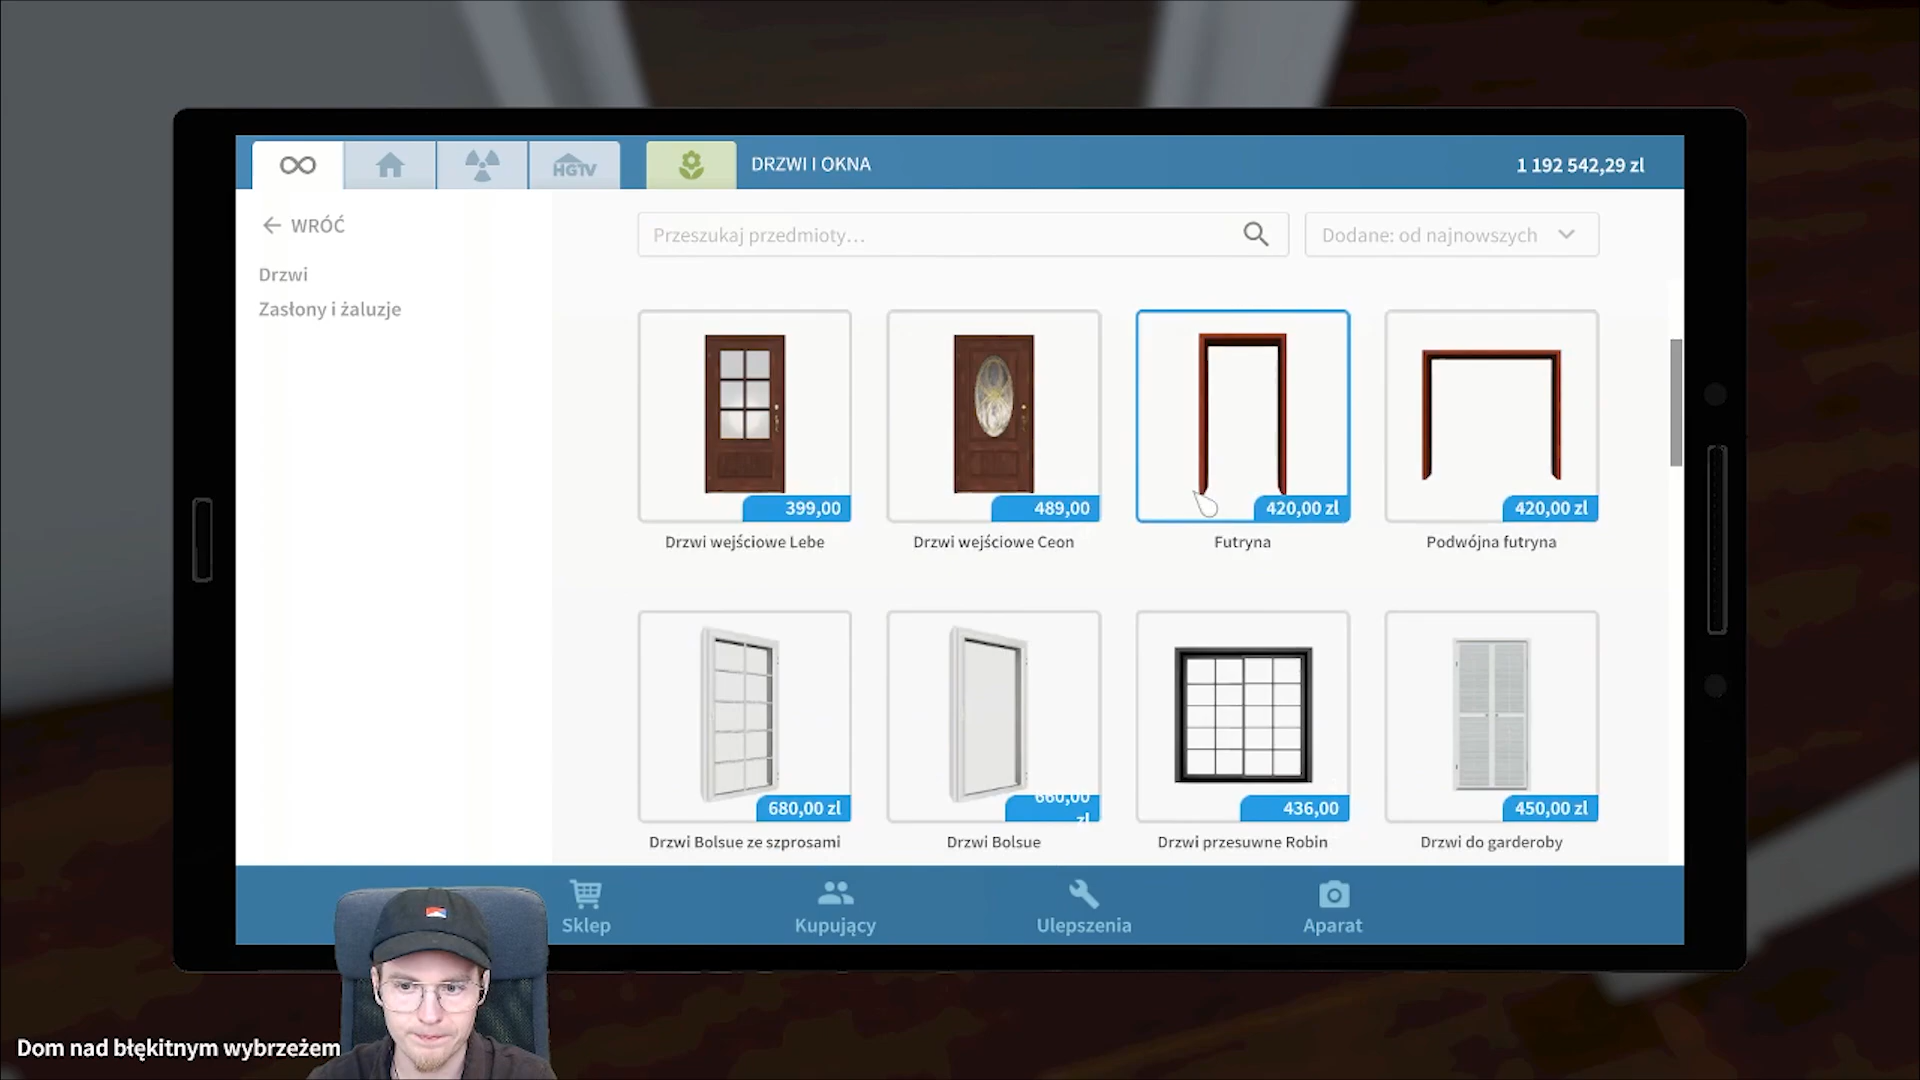 HGTV
DRZWI I OKNA
1 192 542,29 zl
WRÓĆ
Przeszukaj przedmioty...
Dodane: od najnowszych
Drzwi
Zasłony i żaluzje
399,00
489,00
420,00 zl
420,00 zl
Drzwi wejściowe Lebe
Drzwi wejściowe Ceon
Futryna
Podwójna futryna
680,00 zl
660,00
zl
436,00
450,00 zl
Drzwi Bolsue ze szprosami
Drzwi Bolsue
Drzwi przesuwne Robin
Drzwi do garderoby
Sklep
Kupujący
Ulepszenia
Aparat
Dom nad błękitnym wybrzeżem